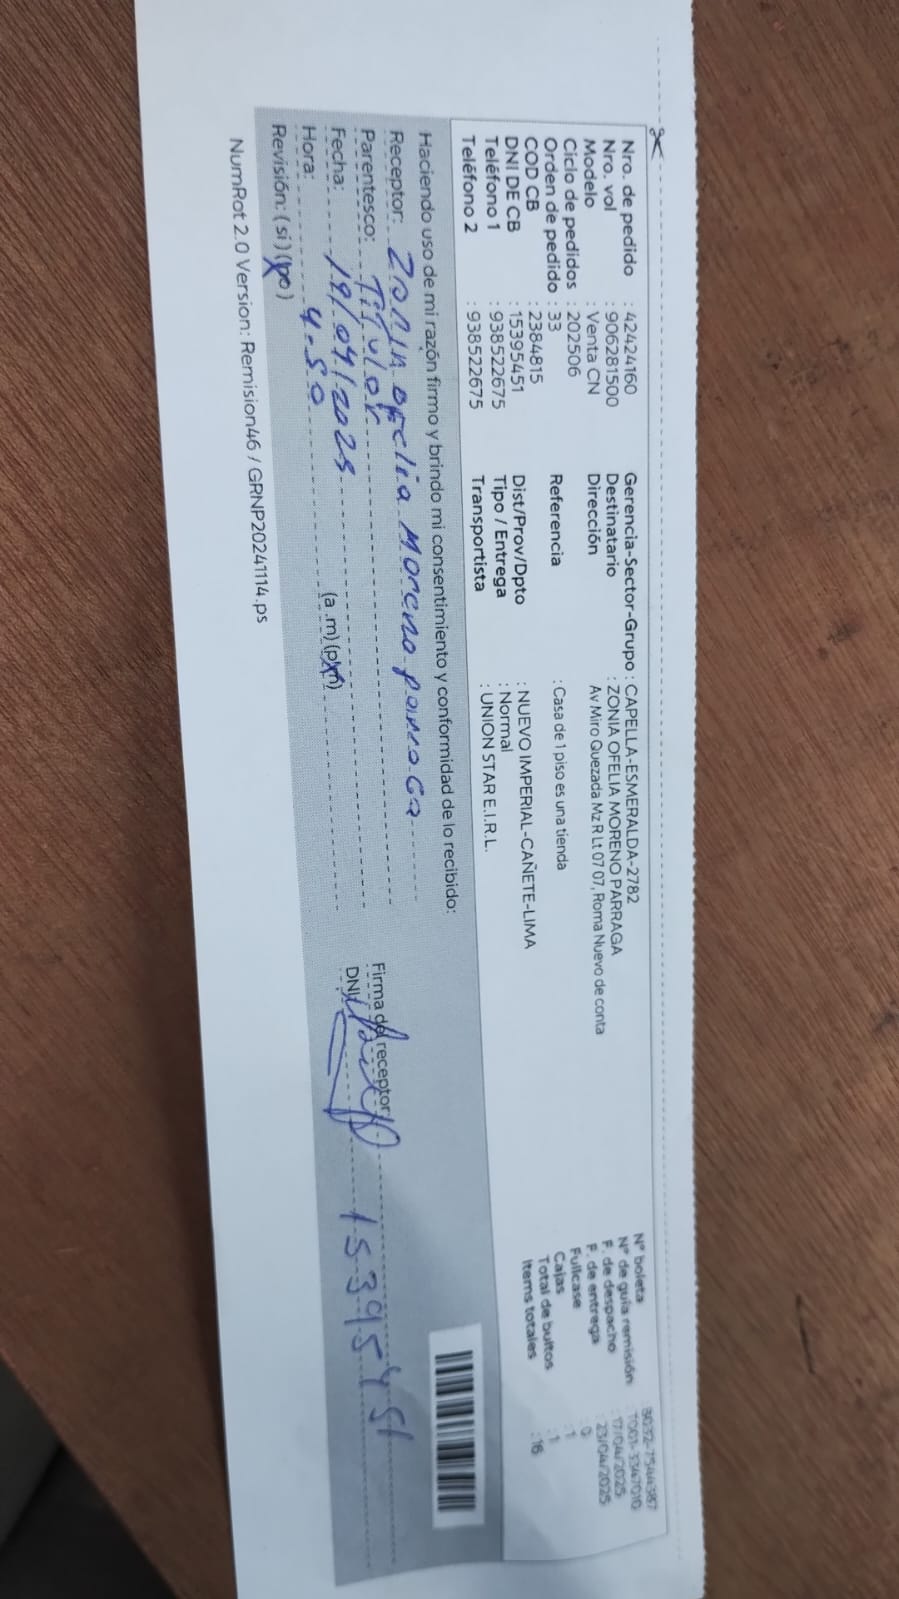 Nro. de pedido : 42424160
Nro. vol : 906281500
Modelo : Venta CN
Ciclo de pedidos : 202506
Orden de pedido : 33
COD CB : 2384815
DNI DE CB : 15395451
Teléfono 1 : 938522675
Teléfono 2 : 938522675
Gerencia-Sector-Grupo : CAPELLA-ESMERALDA-2782
Destinatario : ZONIA OFELIA MORENO PARRAGA
Dirección Av Miro Quezada Mz R Lt 07 07, Roma Nuevo de conta
Referencia : Casa de 1 piso es una tienda
Dist/Prov/Dpto : NUEVO IMPERIAL-CAÑETE-LIMA
Tipo / Entrega : Normal
Transportista : UNION STAR E.I.R.L.
N° boleta
N° de guía remisión : T001-3347010
F. de despacho : 17/04/2025
F. de entrega : 23/04/2025
Fullcase : 0
Cajas : 1
Total de bultos : 1
Items totales : 16
Haciendo uso de mi razón firmo y brindo mi consentimiento y conformidad de lo recibido:
Receptor: Ofelia Moreno
Parentesco: Titular
Fecha: 19/04/2025
Hora: 4.50 (a.m) (p.m)
Revisión: (si) (no)
Firma del receptor
DNI 15395451
NumRot 2.0 Version: Remision46 / GRNP20241114.ps